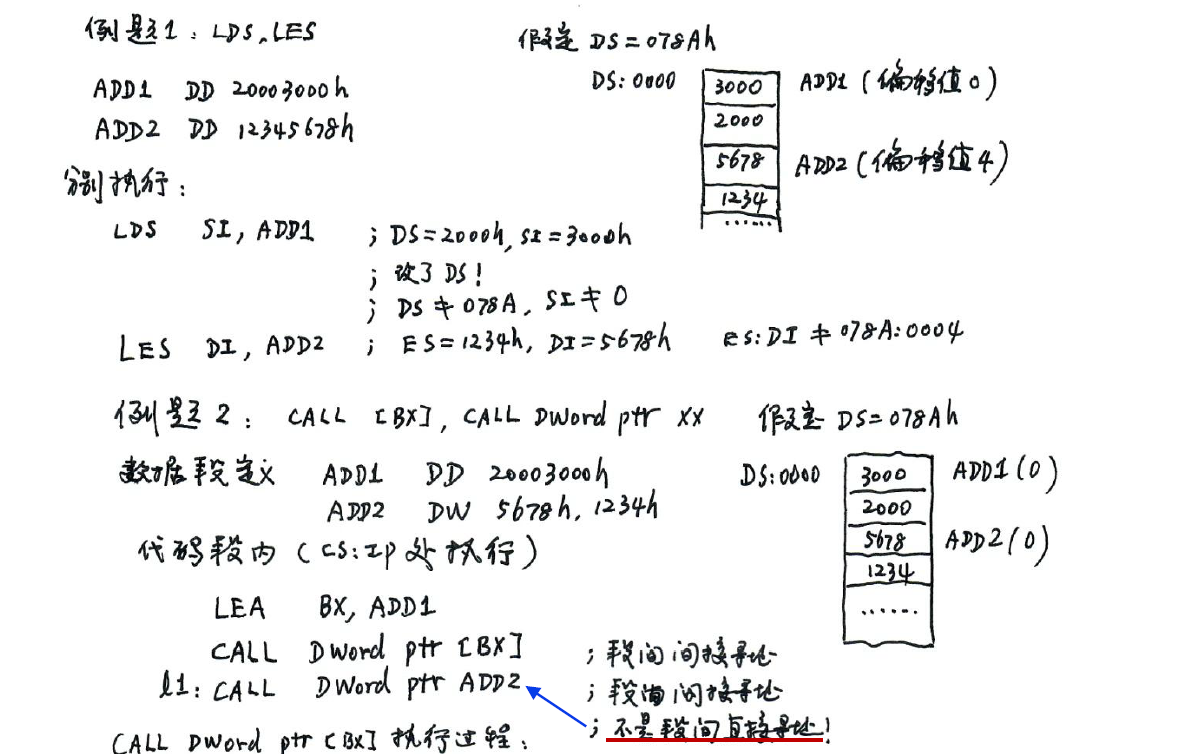 例题1：LDS、LES
假定 DS=078Ah
ADD1 DD 20003000h
ADD2 DD 12345678h
DS:0000 3000 ADD1（偏移值0）
2000
5678 ADD2（偏移值4）
1234
……
分别执行：
LDS SI, ADD1 ; DS=2000h, SI=3000h
; 改了DS!
; DS≠078A, SI≠0
LES DI, ADD2 ; ES=1234h, DI=5678h ES:DI≠078A:0004
例题2：CALL [BX], CALL DWord ptr XX 假定 DS=078Ah
数据段定义 ADD1 DD 20003000h
ADD2 DW 5678h, 1234h
DS:0000 3000 ADD1(0)
2000
5678 ADD2(0)
1234
……
代码段内（CS:IP处执行）
LEA BX, ADD1
CALL DWord ptr [BX] ; 段间间接寻址
l1: CALL DWord ptr ADD2 ; 段间间接寻址
; 不是段间直接寻址!
CALL DWord ptr [BX] 执行过程：